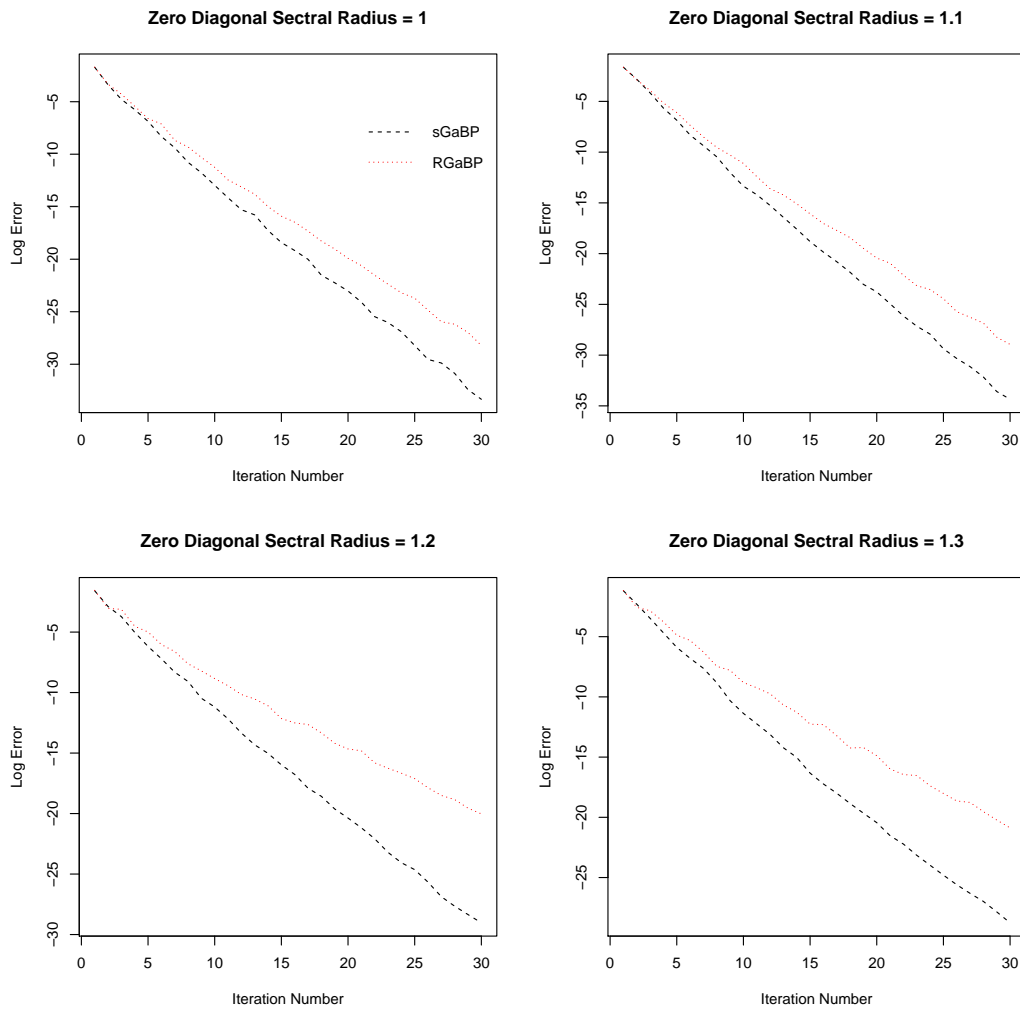 Zero Diagonal Sectral Radius = 1
Log Error
−5
−10
−15
−20
−25
−30
sGaBP
RGaBP
0 5 10 15 20 25 30
Iteration Number
Zero Diagonal Sectral Radius = 1.1
Log Error
−5
−10
−15
−20
−25
−30
−35
0 5 10 15 20 25 30
Iteration Number
Zero Diagonal Sectral Radius = 1.2
Log Error
−5
−10
−15
−20
−25
−30
0 5 10 15 20 25 30
Iteration Number
Zero Diagonal Sectral Radius = 1.3
Log Error
−5
−10
−15
−20
−25
0 5 10 15 20 25 30
Iteration Number